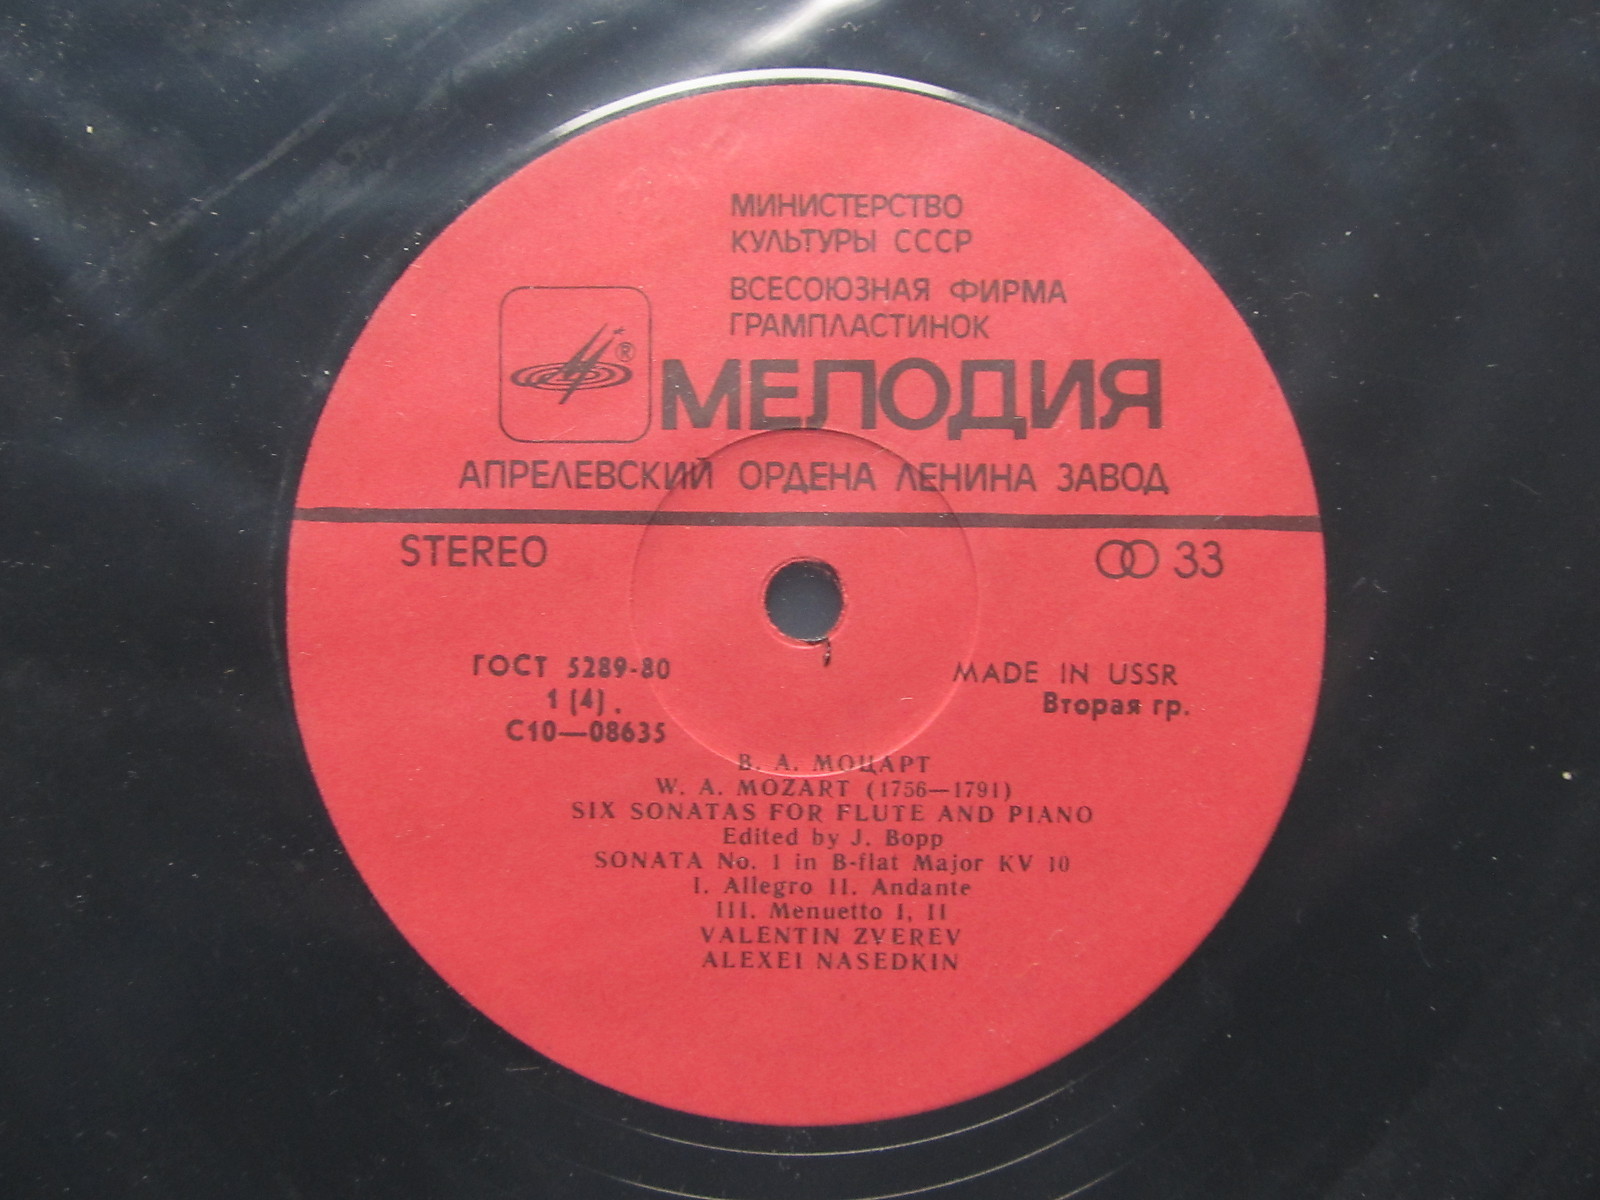 МИНИСТЕРСТВО
КУЛЬТУРЫ СССР
ВСЕСОЮЗНАЯ ФИРМА
ГРАМПЛАСТИНОК
®
МЕЛОДИЯ
АПРЕЛЕВСКИЙ ОРДЕНА ЛЕНИНА ЗАВОД
STEREO
33
ГОСТ 5289-80
1 (4).
С10—08635
MADE IN USSR
Вторая гр.
В. А. МОЦАРТ
W. A. MOZART (1756—1791)
SIX SONATAS FOR FLUTE AND PIANO
Edited by J. Bopp
SONATA No. 1 in B-flat Major KV 10
I. Allegro II. Andante
III. Menuetto I, II
VALENTIN ZVEREV
ALEXEI NASEDKIN